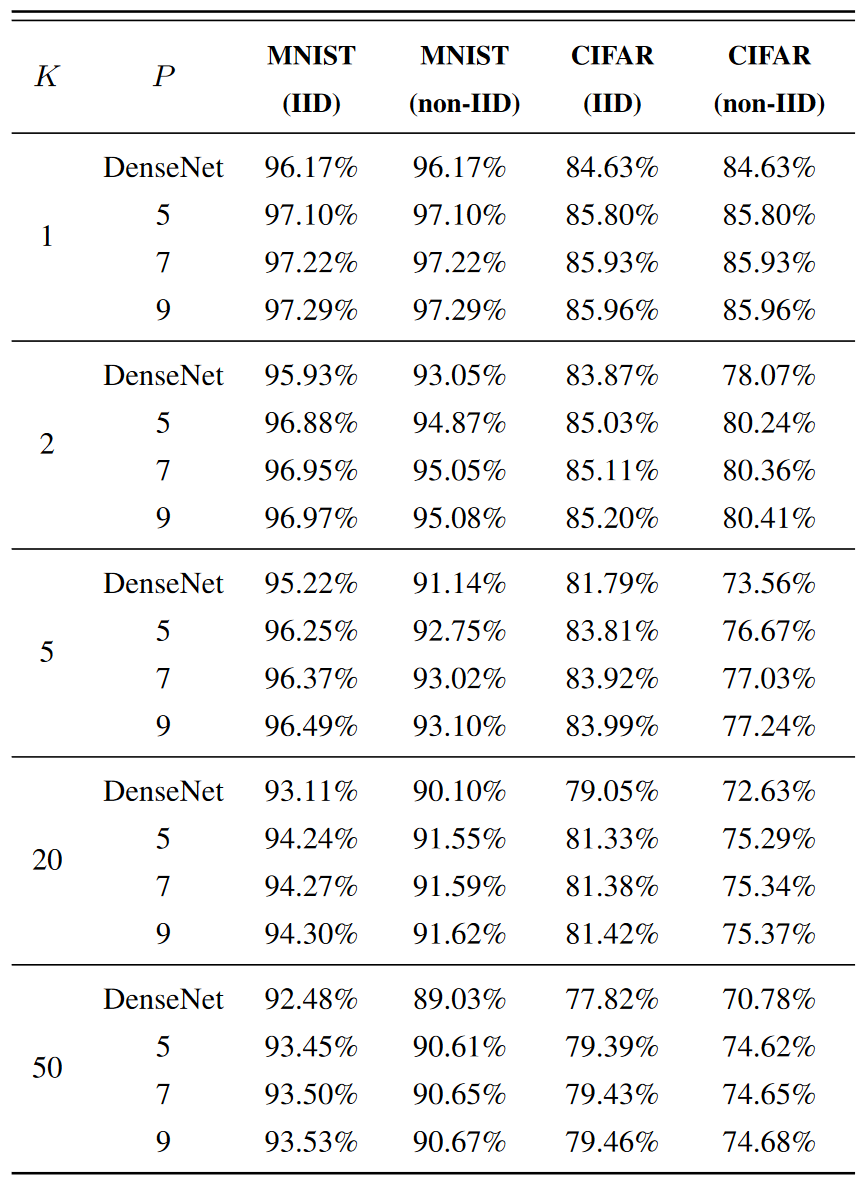 K P MNIST (IID) MNIST (non-IID) CIFAR (IID) CIFAR (non-IID)
1
DenseNet 96.17% 96.17% 84.63% 84.63%
5 97.10% 97.10% 85.80% 85.80%
7 97.22% 97.22% 85.93% 85.93%
9 97.29% 97.29% 85.96% 85.96%
2
DenseNet 95.93% 93.05% 83.87% 78.07%
5 96.88% 94.87% 85.03% 80.24%
7 96.95% 95.05% 85.11% 80.36%
9 96.97% 95.08% 85.20% 80.41%
5
DenseNet 95.22% 91.14% 81.79% 73.56%
5 96.25% 92.75% 83.81% 76.67%
7 96.37% 93.02% 83.92% 77.03%
9 96.49% 93.10% 83.99% 77.24%
20
DenseNet 93.11% 90.10% 79.05% 72.63%
5 94.24% 91.55% 81.33% 75.29%
7 94.27% 91.59% 81.38% 75.34%
9 94.30% 91.62% 81.42% 75.37%
50
DenseNet 92.48% 89.03% 77.82% 70.78%
5 93.45% 90.61% 79.39% 74.62%
7 93.50% 90.65% 79.43% 74.65%
9 93.53% 90.67% 79.46% 74.68%